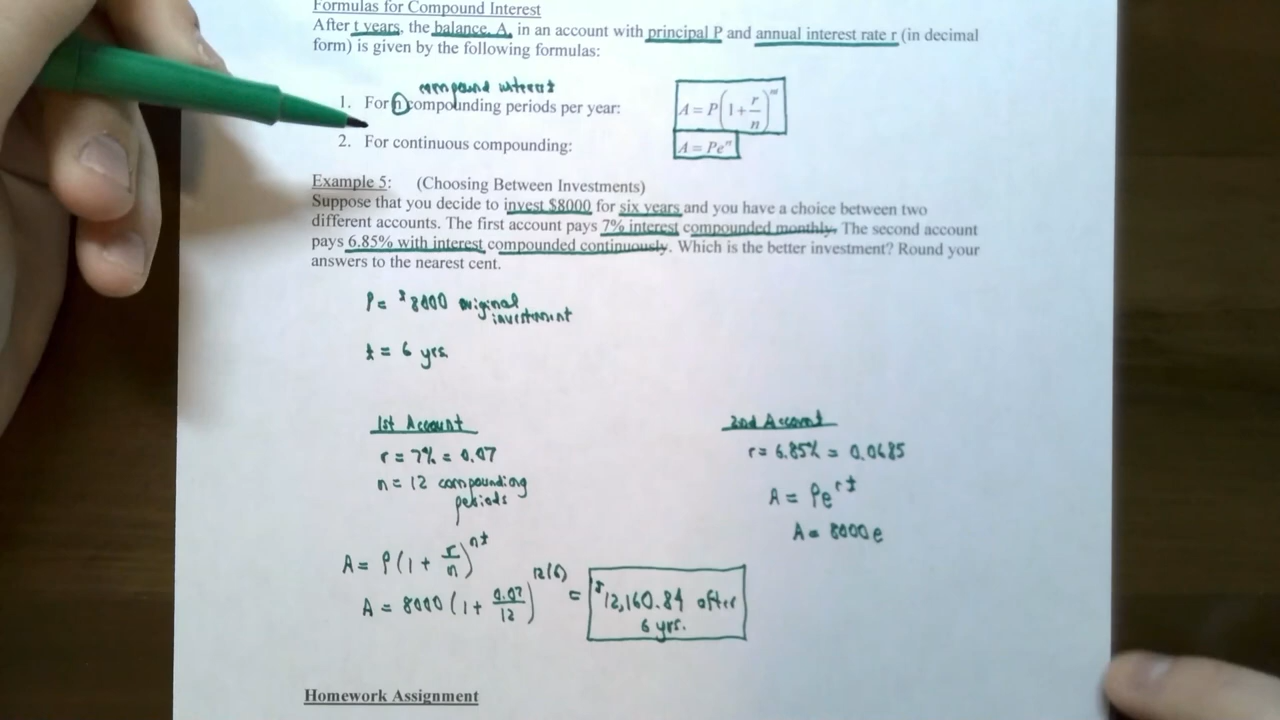 Formulas for Compound Interest
After t years, the balance, A, in an account with principal P and annual interest rate r (in decimal
form) is given by the following formulas:
compound interest
1. For n compounding periods per year: A = P(1 + r/n)^nt
2. For continuous compounding: A = Pe^rt
Example 5: (Choosing Between Investments)
Suppose that you decide to invest $8000 for six years and you have a choice between two
different accounts. The first account pays 7% interest compounded monthly. The second account
pays 6.85% with interest compounded continuously. Which is the better investment? Round your
answers to the nearest cent.
P = $8000 original
investment
t = 6 yrs.
1st Account
r = 7% = 0.07
n = 12 compounding
periods
A = P(1 + r/n)^nt
A = 8000(1 + 0.07/12)^12(6) = $12,160.84 after
6 yrs.
2nd Account
r = 6.85% = 0.0685
A = Pe^rt
A = 8000e
Homework Assignment